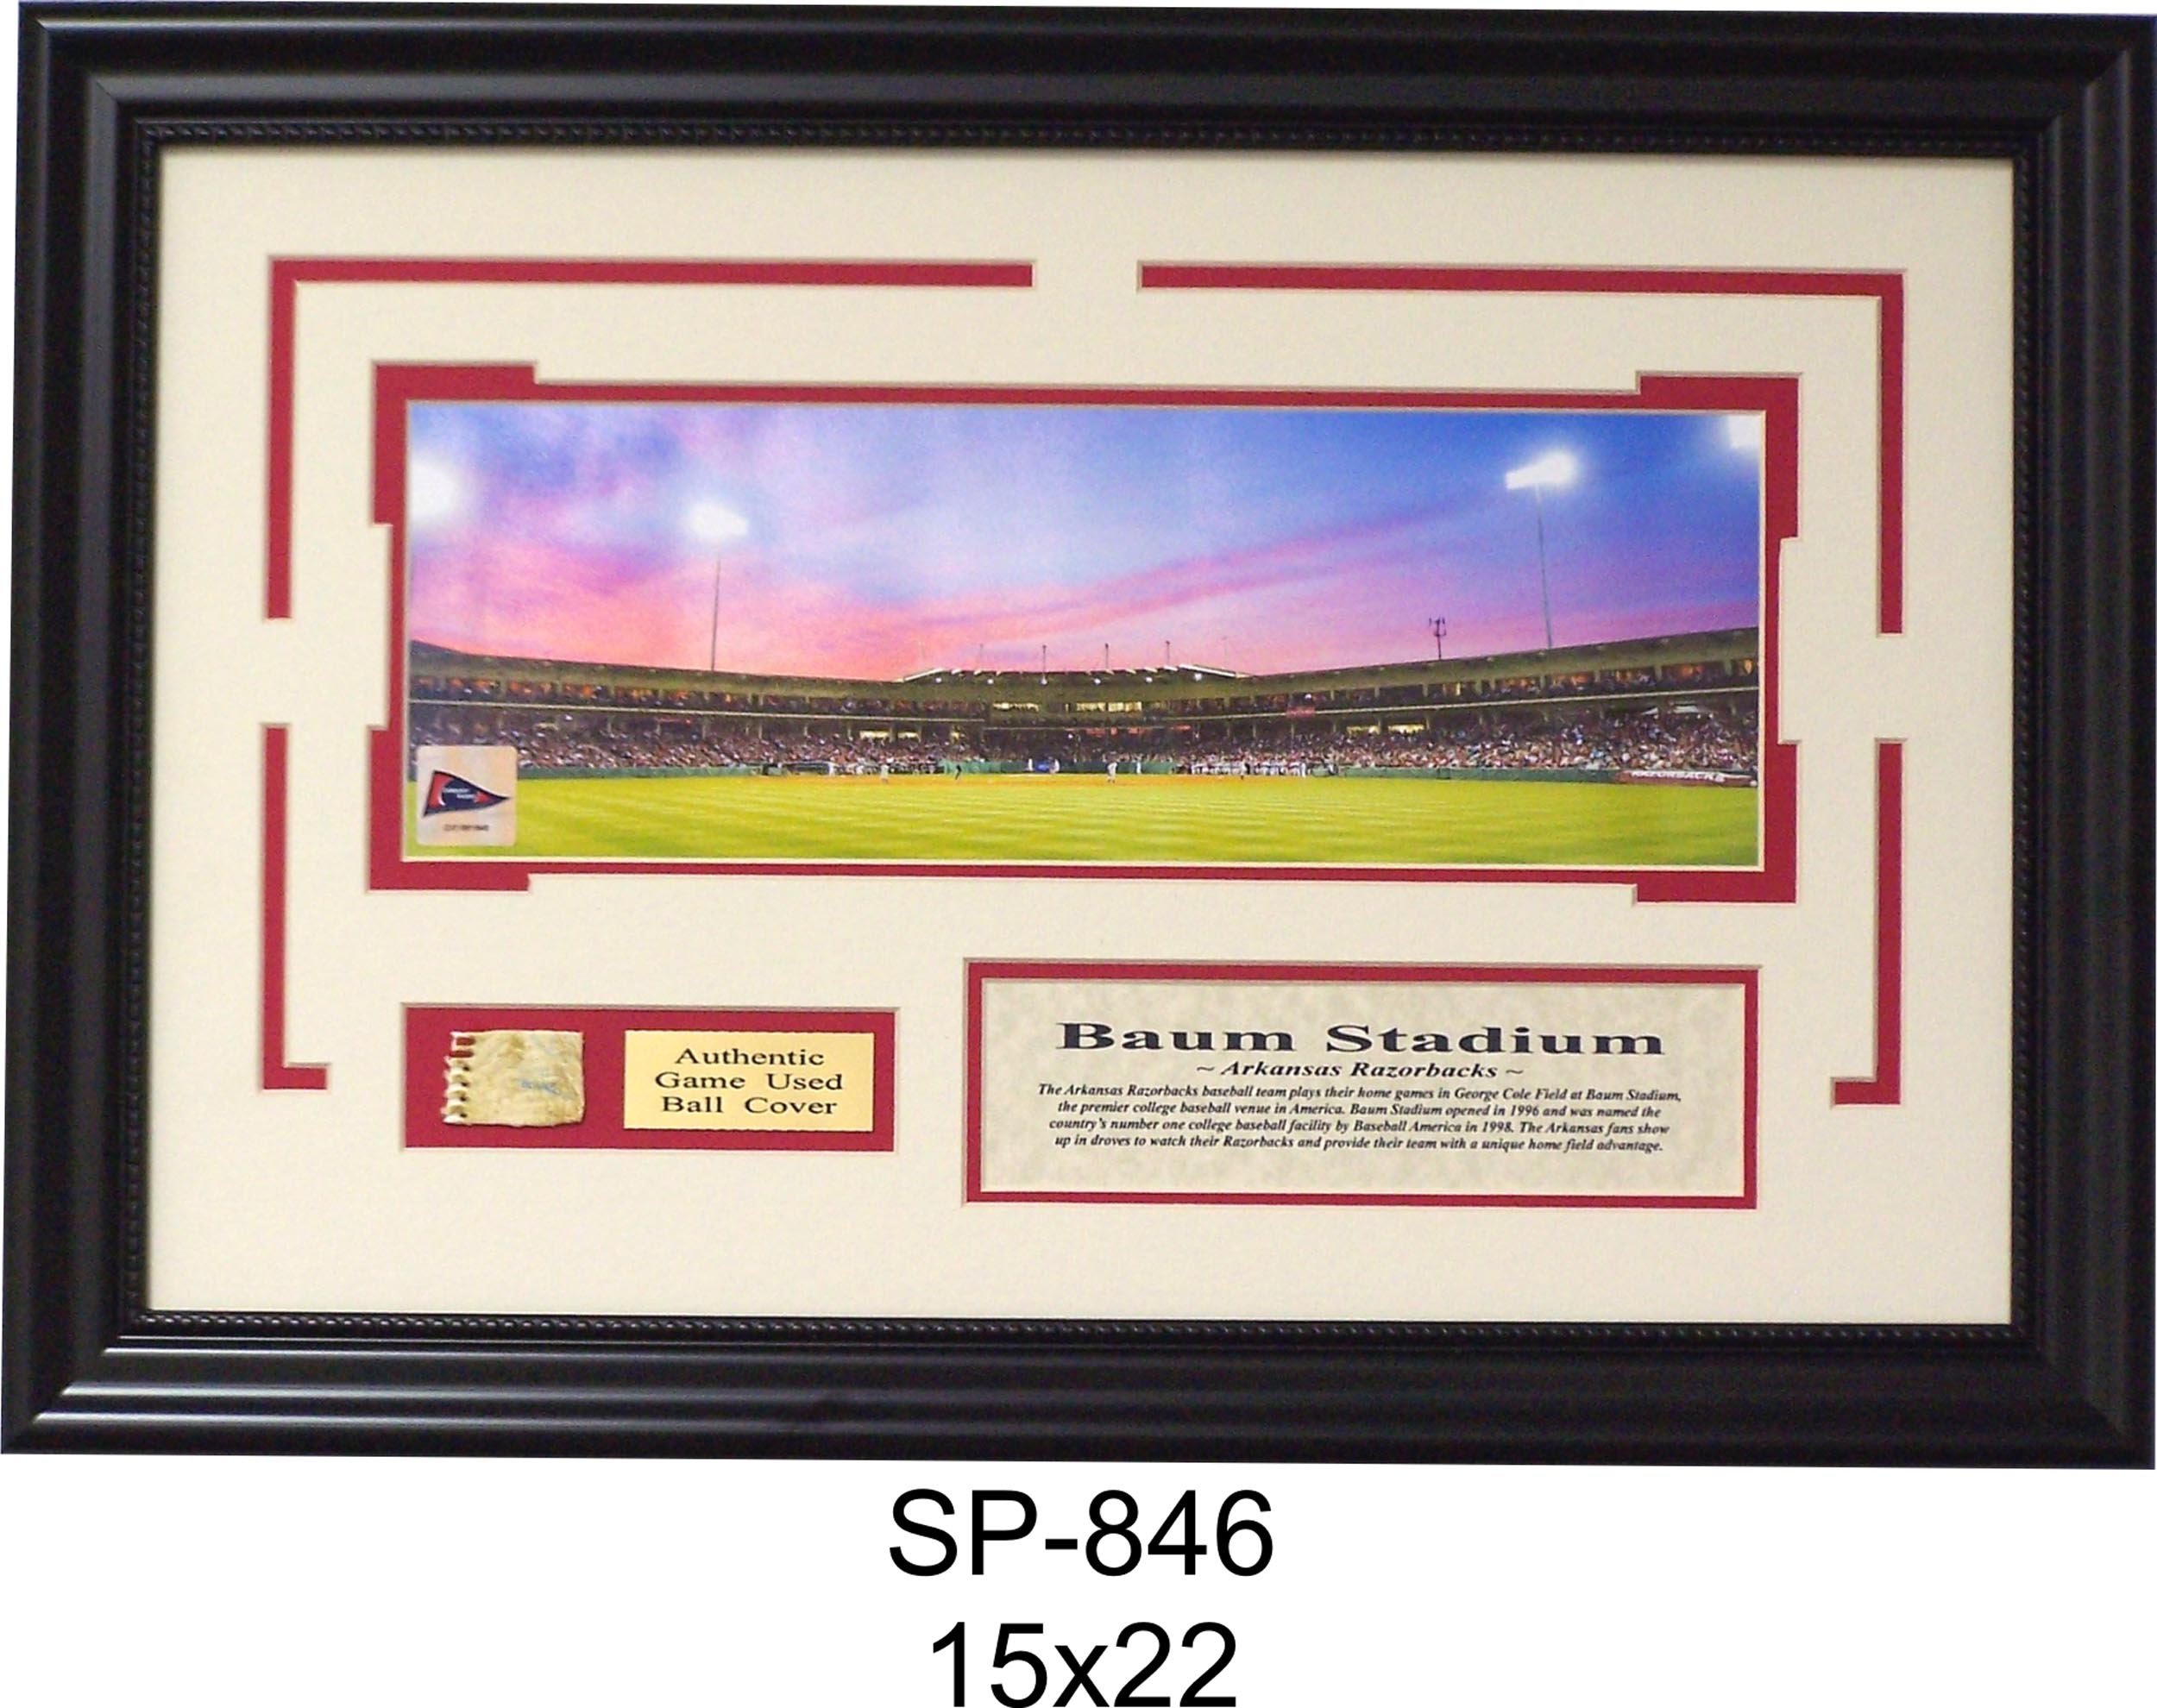 RAZORBACKS
Authentic
Game Used
Ball Cover
Baum Stadium
~ Arkansas Razorbacks ~
The Arkansas Razorbacks baseball team plays their home games in George Cole Field at Baum Stadium,
the premier college baseball venue in America. Baum Stadium opened in 1996 and was named the
country's number one college baseball facility by Baseball America in 1998. The Arkansas fans show
up in droves to watch their Razorbacks and provide their team with a unique home field advantage.
SP-846
15x22